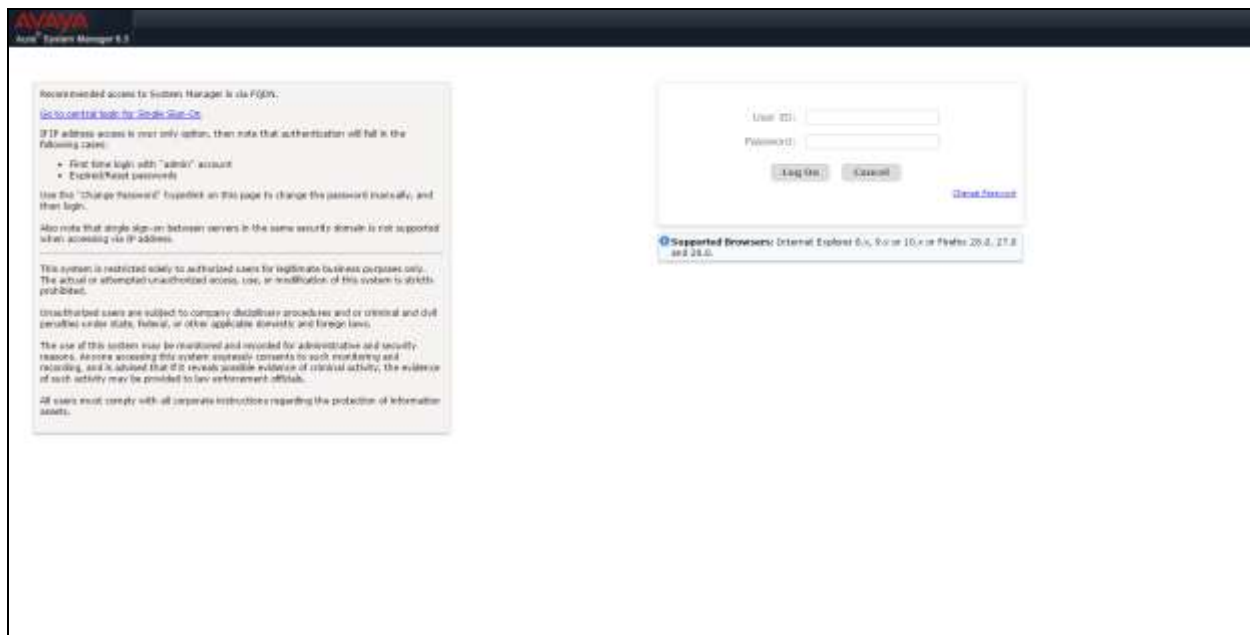 AVAYA
Aura® System Manager 6.3
Recommended access to System Manager is via FQDN.
Go to central login for Single Sign-On
If IP address access is your only option, then note that authentication will fail in the
following cases:
• First time login with "admin" account
• Expired/Reset passwords
Use the "Change Password" hyperlink on this page to change the password manually, and
then login.
Also note that single sign-on between servers in the same security domain is not supported
when accessing via IP address.
This system is restricted solely to authorized users for legitimate business purposes only.
The actual or attempted unauthorized access, use, or modification of this system is strictly
prohibited.
Unauthorized users are subject to company disciplinary procedures and or criminal and civil
penalties under state, federal, or other applicable domestic and foreign laws.
The use of this system may be monitored and recorded for administrative and security
reasons. Anyone accessing this system expressly consents to such monitoring and
recording, and is advised that if it reveals possible evidence of criminal activity, the evidence
of such activity may be provided to law enforcement officials.
All users must comply with all corporate instructions regarding the protection of information
assets.
User ID:
Password:
Log On
Cancel
Change Password
Supported Browsers: Internet Explorer 8.x, 9.x or 10.x or Firefox 26.0, 27.0
and 28.0.